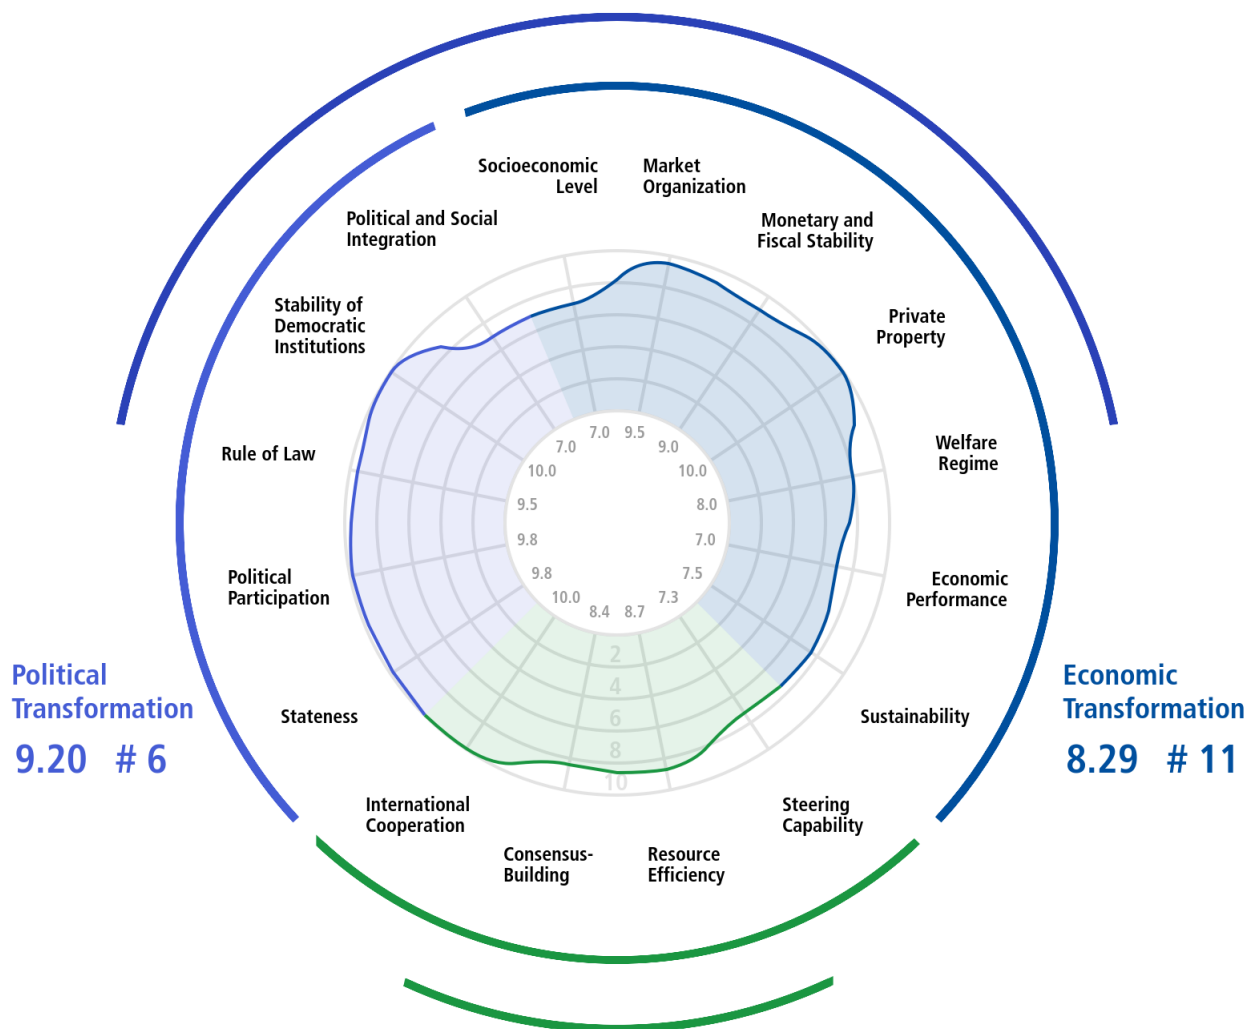 Socioeconomic
Level
Market
Organization
Political and Social
Integration
Monetary and
Fiscal Stability
Stability of
Democratic
Institutions
Private
Property
Rule of Law
Welfare
Regime
Political
Participation
Economic
Performance
Stateness
Sustainability
International
Cooperation
Steering
Capability
Consensus-
Building
Resource
Efficiency
7.0 9.5
7.0 9.0
10.0 10.0
9.5 8.0
9.8 7.0
9.8 7.5
10.0 7.3
8.4 8.7
2
4
6
8
10
Political
Transformation
9.20 # 6
Economic
Transformation
8.29 # 11